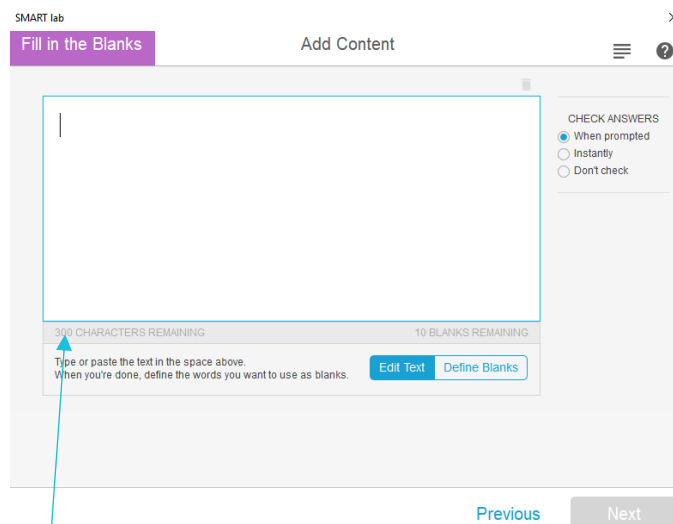 SMART lab
Fill in the Blanks
Add Content
CHECK ANSWERS
When prompted
Instantly
Don't check
300 CHARACTERS REMAINING
10 BLANKS REMAINING
Type or paste the text in the space above.
When you're done, define the words you want to use as blanks.
Edit Text
Define Blanks
Previous
Next